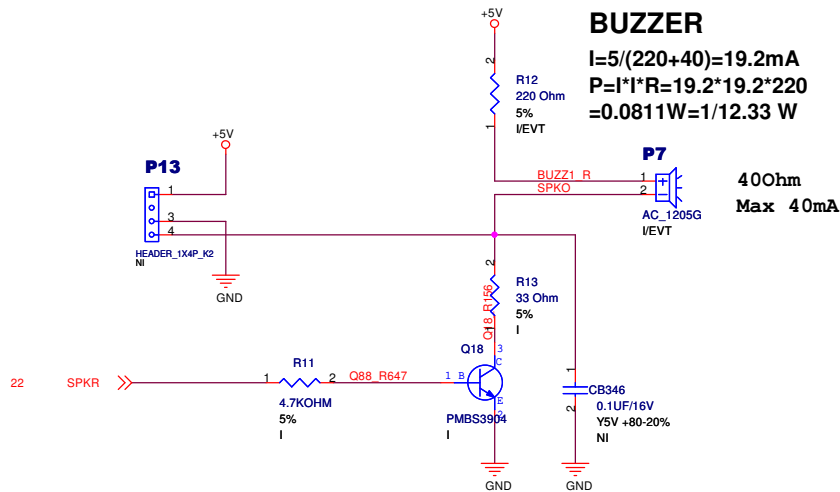 BUZZER
I=5/(220+40)=19.2mA
P=I*I*R=19.2*19.2*220
=0.0811W=1/12.33 W
+5V
2
R12
220 Ohm
5%
I/EVT
1
+5V
P13
1
3
4
HEADER_1X4P_K2
NI
GND
P7
BUZZ1_R
1
SPKO
2
AC_1205G
I/EVT
40Ohm
Max 40mA
2
R13
33 Ohm
5%
I
1
Q18_R156
Q18
3
C
1
B
E
2
PMBS3904
I
GND
22
SPKR
1
R11
2
Q88_R647
4.7KOHM
5%
I
1
CB346
2
0.1UF/16V
Y5V +80-20%
NI
GND